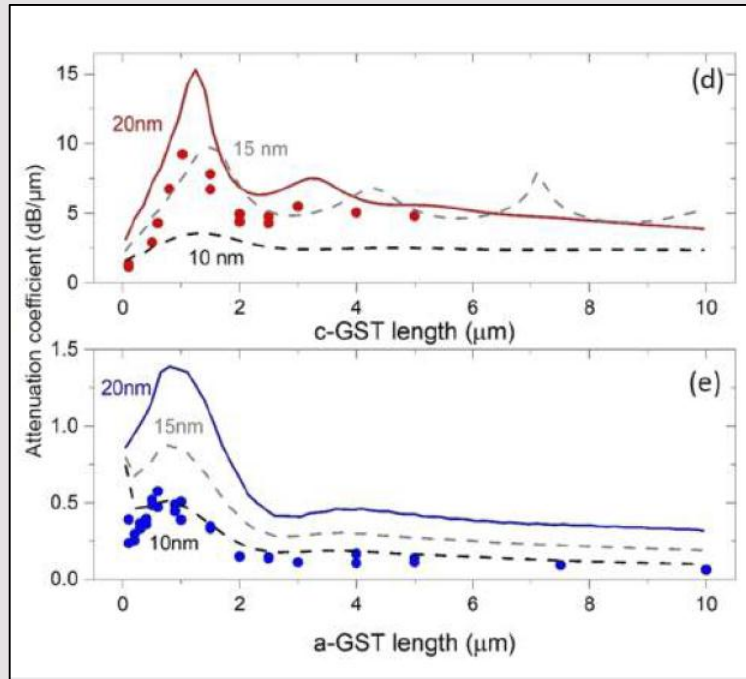 (d)
15
20nm
15 nm
10
5
10 nm
0
0 2 4 6 8 10
c-GST length (μm)
Attenuation coefficient (dB/μm)
1.5
(e)
20nm
1.0
15nm
0.5
10nm
0.0
0 2 4 6 8 10
a-GST length (μm)